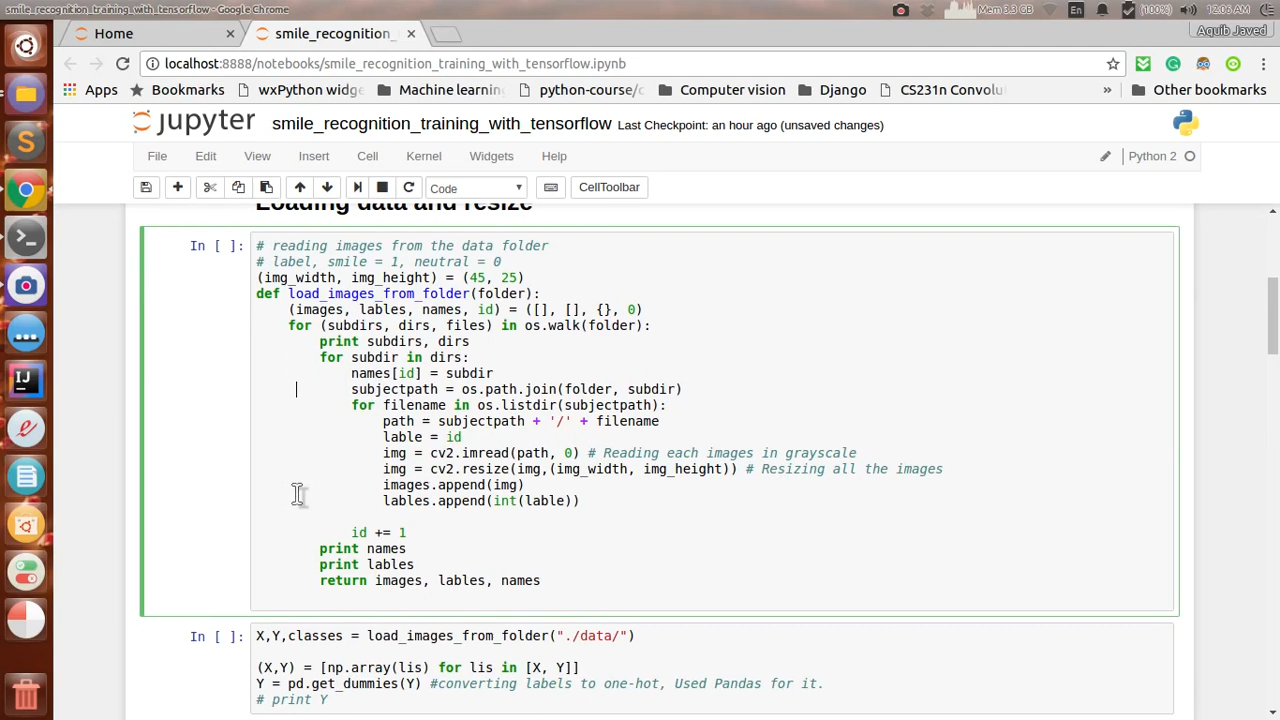 smile_recognition_training_with_tensorflow - Google Chrome
Mem 3.3 GB
En
(100%)
12:06 AM
Home
smile_recognition_
Aquib Javed
localhost:8888/notebooks/smile_recognition_training_with_tensorflow.ipynb
Apps
Bookmarks
wxPython widge
Machine learning
python-course/c
Computer vision
Django
CS231n Convolu
»
Other bookmarks
jupyter
smile_recognition_training_with_tensorflow Last Checkpoint: an hour ago (unsaved changes)
File Edit View Insert Cell Kernel Widgets Help
Python 2
Code
CellToolbar
Loading data and resize
In [ ]:
# reading images from the data folder
# label, smile = 1, neutral = 0
(img_width, img_height) = (45, 25)
def load_images_from_folder(folder):
(images, lables, names, id) = ([], [], {}, 0)
for (subdirs, dirs, files) in os.walk(folder):
print subdirs, dirs
for subdir in dirs:
names[id] = subdir
subjectpath = os.path.join(folder, subdir)
for filename in os.listdir(subjectpath):
path = subjectpath + '/' + filename
lable = id
img = cv2.imread(path, 0) # Reading each images in grayscale
img = cv2.resize(img,(img_width, img_height)) # Resizing all the images
images.append(img)
lables.append(int(lable))
id += 1
print names
print lables
return images, lables, names
In [ ]:
X,Y,classes = load_images_from_folder("./data/")
(X,Y) = [np.array(lis) for lis in [X, Y]]
Y = pd.get_dummies(Y) #converting labels to one-hot, Used Pandas for it.
# print Y